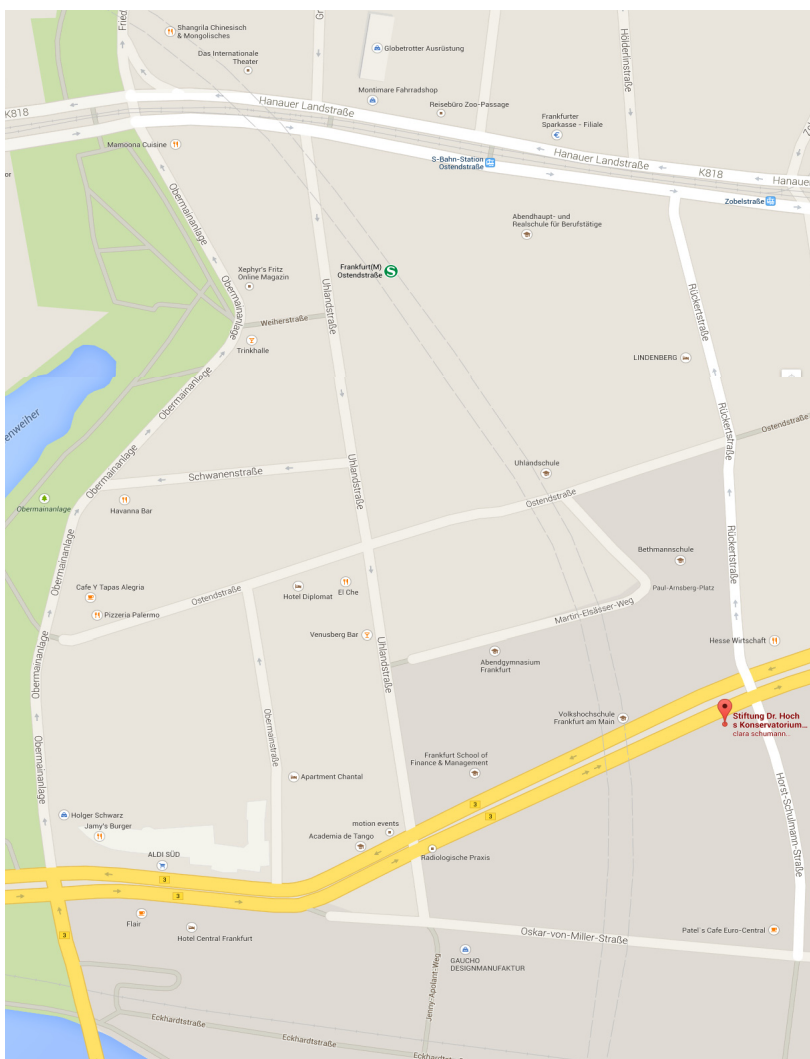 Shangrila Chinesisch
& Mongolisches
Das Internationale
Theater
Globetrotter Ausrüstung
Hölderlinstraße
Montimare Fahrradshop
Reisebüro Zoo-Passage
Frankfurter
Sparkasse - Filiale
K818
Hanauer Landstraße
Mamoona Cuisine
S-Bahn-Station
Ostendstraße
Hanauer Landstraße
K818
Hanauer
Zobelstraße
Obermainanlage
Abendhaupt- und
Realschule für Berufstätige
Xephyr's Fritz
Online Magazin
Frankfurt(M)
Ostendstraße
Obermainanlage
Uhlandstraße
Rückertstraße
Weiherstraße
Trinkhalle
LINDENBERG
Obermainanlage
enweiher
Uhlandstraße
Rückertstraße
Ostendstraße
Schwanenstraße
Uhlandschule
Obermainanlage
Obermainanlage
Havanna Bar
Ostendstraße
Rückertstraße
Bethmannschule
Cafe Y Tapas Alegria
Ostendstraße
Hotel Diplomat
El Che
Paul-Arnsberg-Platz
Pizzeria Palermo
Martin-Elsässer-Weg
Venusberg Bar
Uhlandstraße
Hesse Wirtschaft
Obermainanlage
Abendgymnasium
Frankfurt
Obermainstraße
Volkshochschule
Frankfurt am Main
Stiftung Dr. Hoch
s Konservatorium...
clara schumann...
Obermainanlage
Frankfurt School of
Finance & Management
Apartment Chantal
Horst-Schulmann-Straße
3
3
Holger Schwarz
Jamy's Burger
motion events
Academia de Tango
ALDI SÜD
Radiologische Praxis
3
3
Flair
Hotel Central Frankfurt
3
Oskar-von-Miller-Straße
Patel´s Cafe Euro-Central
GAUCHO
DESIGNMANUFAKTUR
Jenny-Apolant-Weg
Eckhardtstraße
Eckhardtstraße
Eckhardtstraße